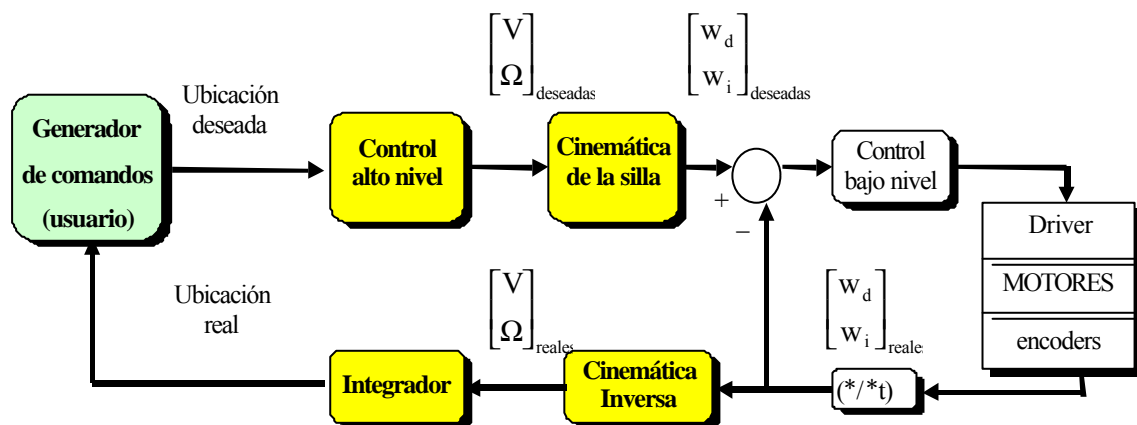 Generador
de comandos
(usuario)
Ubicación
deseada
Control
alto nivel
[V
Ω] deseadas
Cinemática
de la silla
[w d
w i] deseadas
+
−
Control
bajo nivel
Driver
MOTORES
encoders
(*/*t)
[w d
w i] reales
Cinemática
Inversa
[V
Ω] reales
Integrador
Ubicación
real